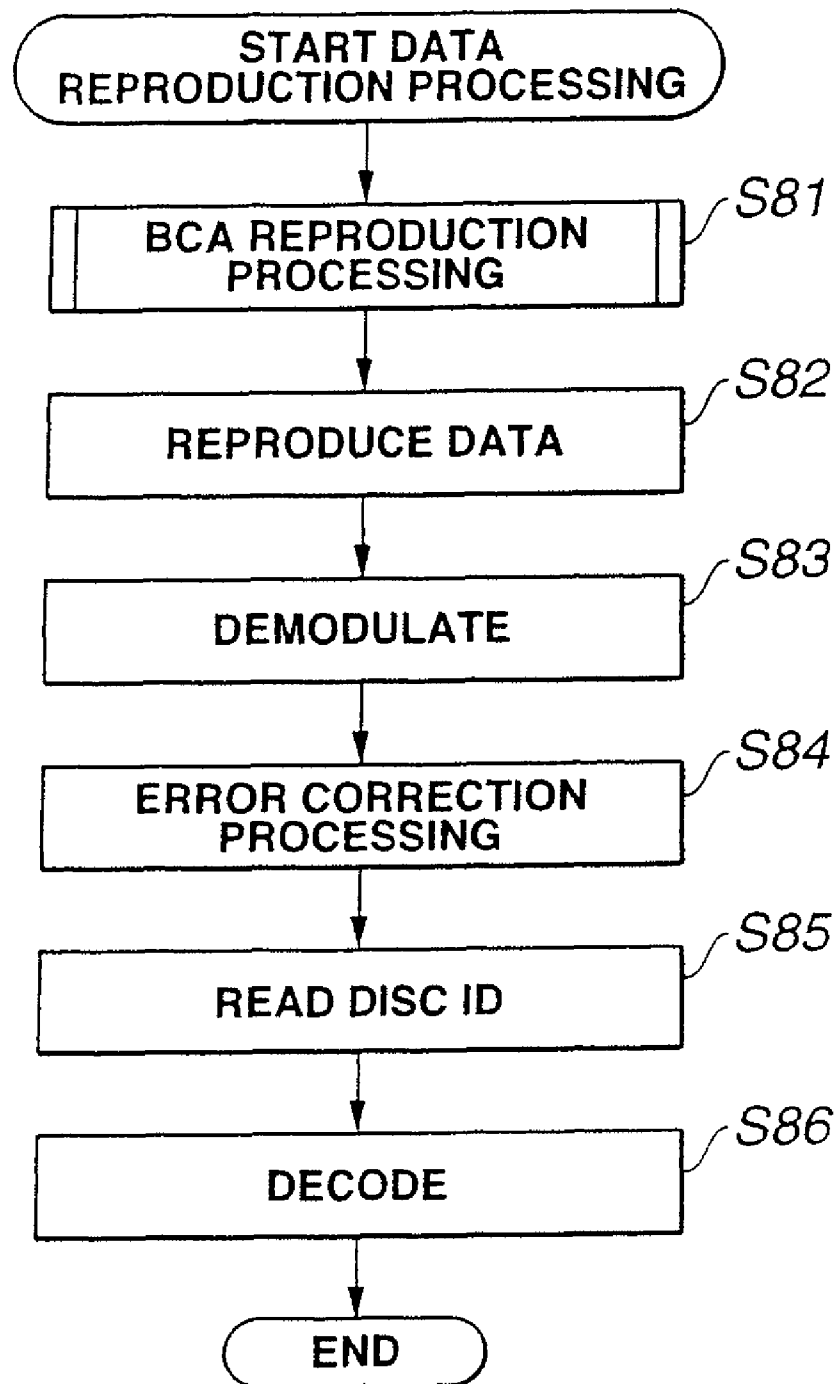 START DATA
REPRODUCTION PROCESSING
S81
BCA REPRODUCTION
PROCESSING
S82
REPRODUCE DATA
S83
DEMODULATE
S84
ERROR CORRECTION
PROCESSING
S85
READ DISC ID
S86
DECODE
END